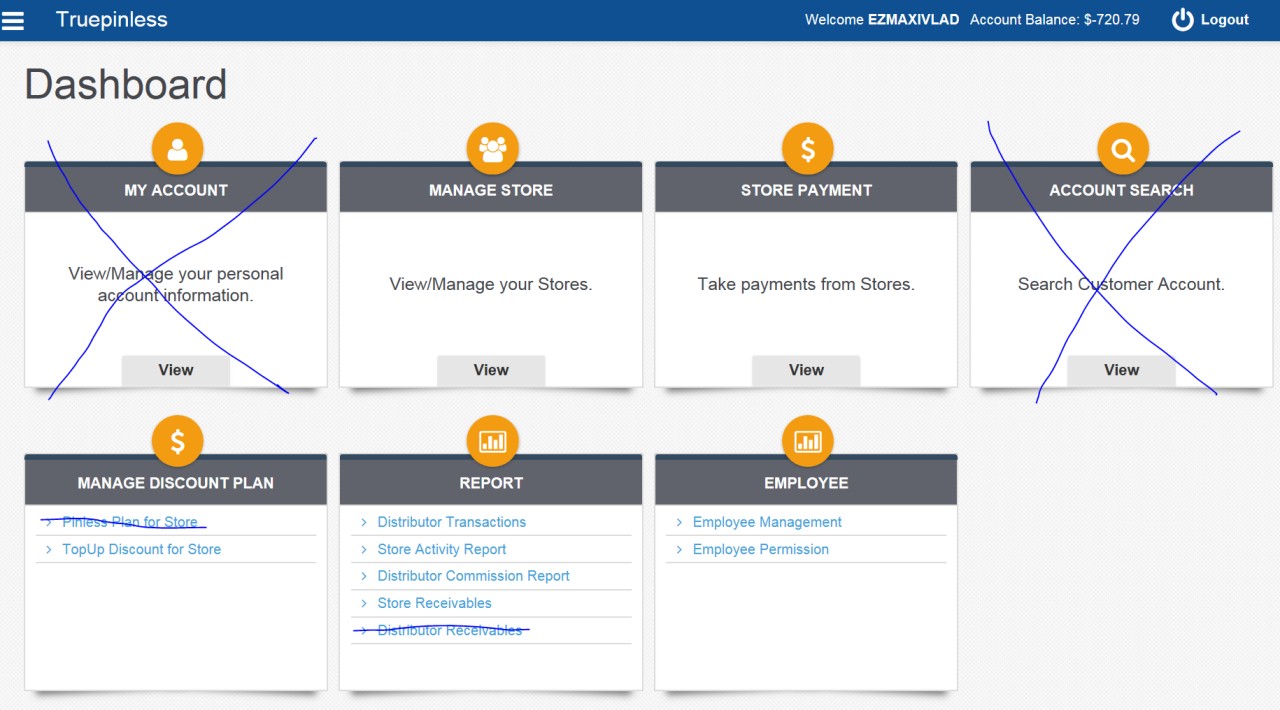 Truepinless
Welcome EZMAXIVLAD Account Balance: $-720.79 Logout
Dashboard
MY ACCOUNT
View/Manage your personal
account information.
View
MANAGE STORE
View/Manage your Stores.
View
STORE PAYMENT
Take payments from Stores.
View
ACCOUNT SEARCH
Search Customer Account.
View
MANAGE DISCOUNT PLAN
Pinless Plan for Store
TopUp Discount for Store
REPORT
Distributor Transactions
Store Activity Report
Distributor Commission Report
Store Receivables
Distributor Receivables
EMPLOYEE
Employee Management
Employee Permission